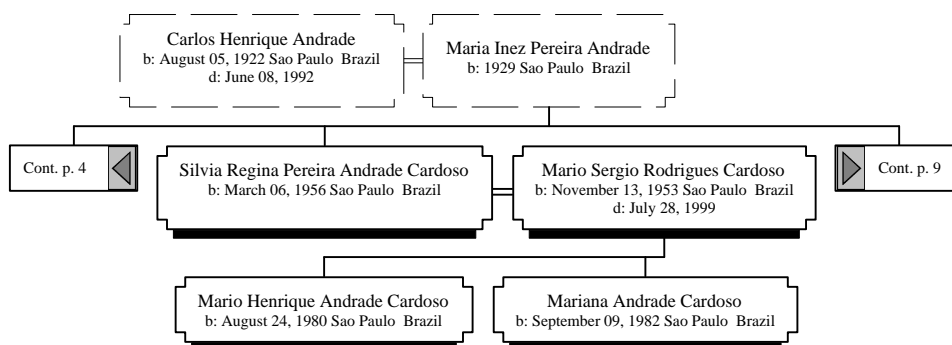 Carlos Henrique Andrade
b: August 05, 1922 Sao Paulo  Brazil
d: June 08, 1992
Maria Inez Pereira Andrade
b: 1929 Sao Paulo  Brazil
Cont. p. 4
Silvia Regina Pereira Andrade Cardoso
b: March 06, 1956 Sao Paulo  Brazil
Mario Sergio Rodrigues Cardoso
b: November 13, 1953 Sao Paulo  Brazil
d: July 28, 1999
Cont. p. 9
Mario Henrique Andrade Cardoso
b: August 24, 1980 Sao Paulo  Brazil
Mariana Andrade Cardoso
b: September 09, 1982 Sao Paulo  Brazil